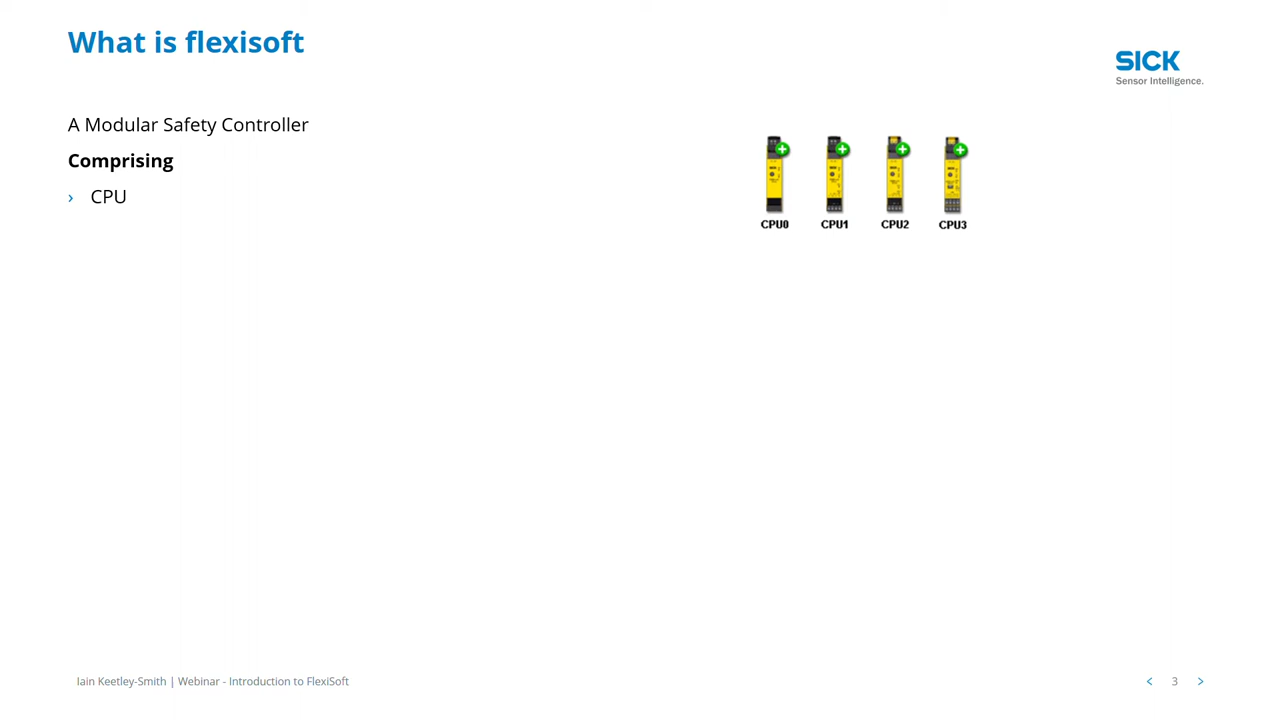 What is flexisoft
SICK
Sensor Intelligence.
A Modular Safety Controller
Comprising
› CPU
CPU0 CPU1 CPU2 CPU3
Iain Keetley-Smith | Webinar - Introduction to FlexiSoft
< 3 >